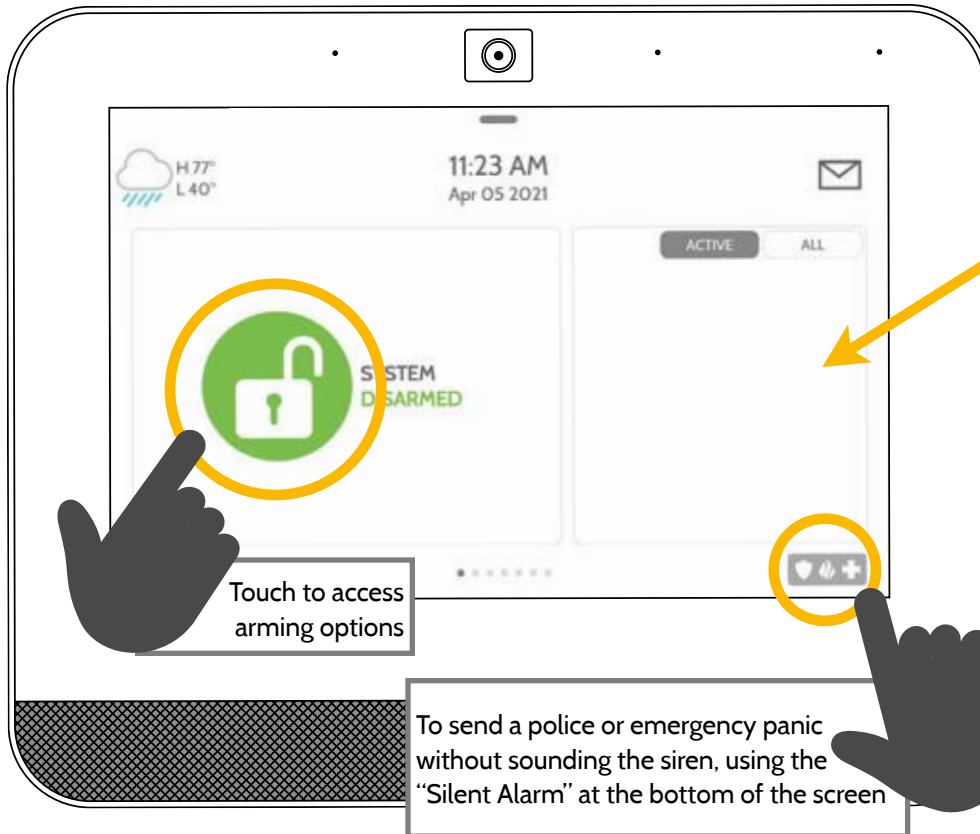 H 77°
L 40°
11:23 AM
Apr 05 2021
ACTIVE
ALL
SYSTEM
DISARMED
Touch to access
arming options
To send a police or emergency panic
without sounding the siren, using the
“Silent Alarm” at the bottom of the screen